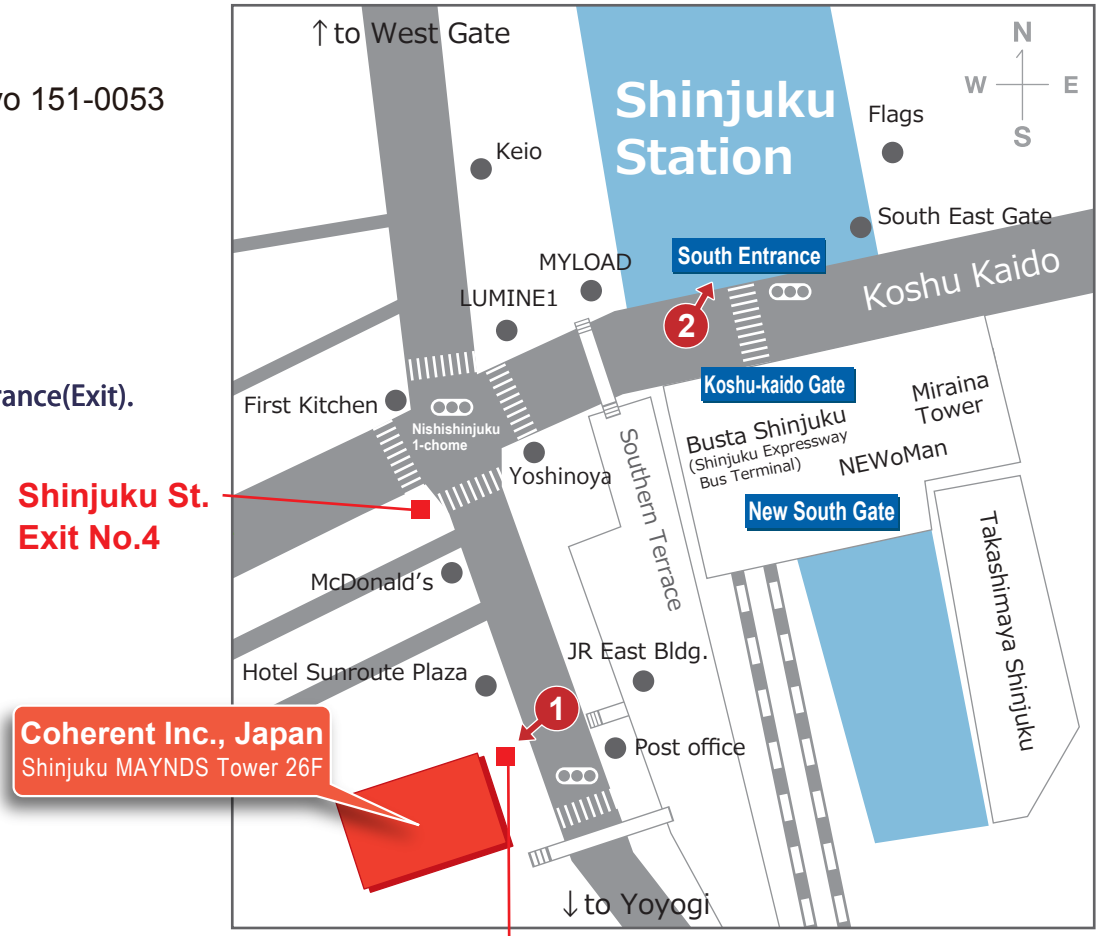 ↑to West Gate
N
W
E
S
yo 151-0053
Shinjuku
Station
Flags
Keio
South East Gate
South Entrance
MYLOAD
Koshu Kaido
LUMINE1
2
Koshu-kaido Gate
rance(Exit).
First Kitchen
Nishishinjuku
1-chome
Miraina
Tower
Busta Shinjuku
(Shinjuku Expressway
Bus Terminal)
NEWoMan
Yoshinoya
Southern Terrace
Shinjuku St.
Exit No.4
New South Gate
McDonald's
Takashimaya Shinjuku
JR East Bldg.
Hotel Sunroute Plaza
1
Coherent Inc., Japan
Shinjuku MAYNDS Tower 26F
Post office
↓to Yoyogi